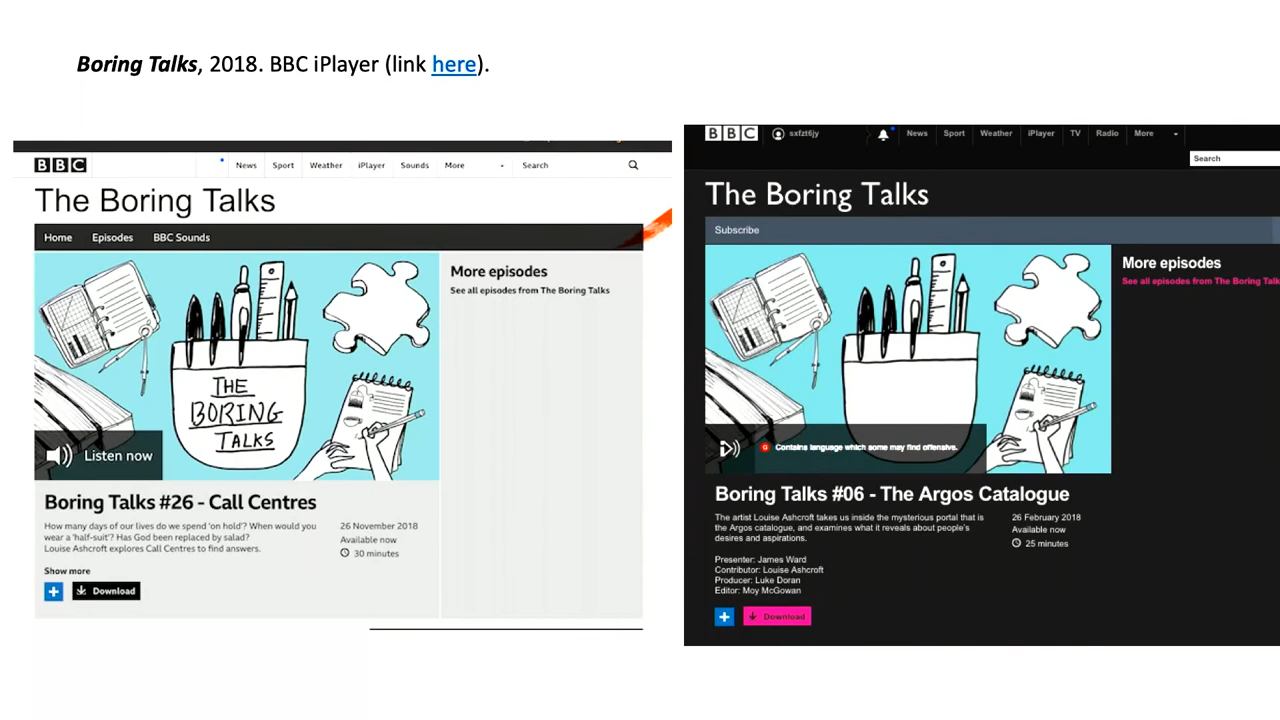 Boring Talks, 2018. BBC iPlayer (link here).
BBC
News
Sport
Weather
iPlayer
Sounds
More
Search
The Boring Talks
Home
Episodes
BBC Sounds
THE
BORING
TALKS
Listen now
More episodes
See all episodes from The Boring Talks
Boring Talks #26 - Call Centres
How many days of our lives do we spend 'on hold'? When would you
wear a 'half-suit'? Has God been replaced by salad?
Louise Ashcroft explores Call Centres to find answers.
26 November 2018
Available now
30 minutes
Show more
Download
BBC
sxfzt6jy
News
Sport
Weather
iPlayer
TV
Radio
More
Search
The Boring Talks
Subscribe
G Contains language which some may find offensive.
More episodes
See all episodes from The Boring Talk
Boring Talks #06 - The Argos Catalogue
The artist Louise Ashcroft takes us inside the mysterious portal that is
the Argos catalogue, and examines what it reveals about people's
desires and aspirations.
26 February 2018
Available now
25 minutes
Presenter: James Ward
Contributor: Louise Ashcroft
Producer: Luke Doran
Editor: Moy McGowan
Download